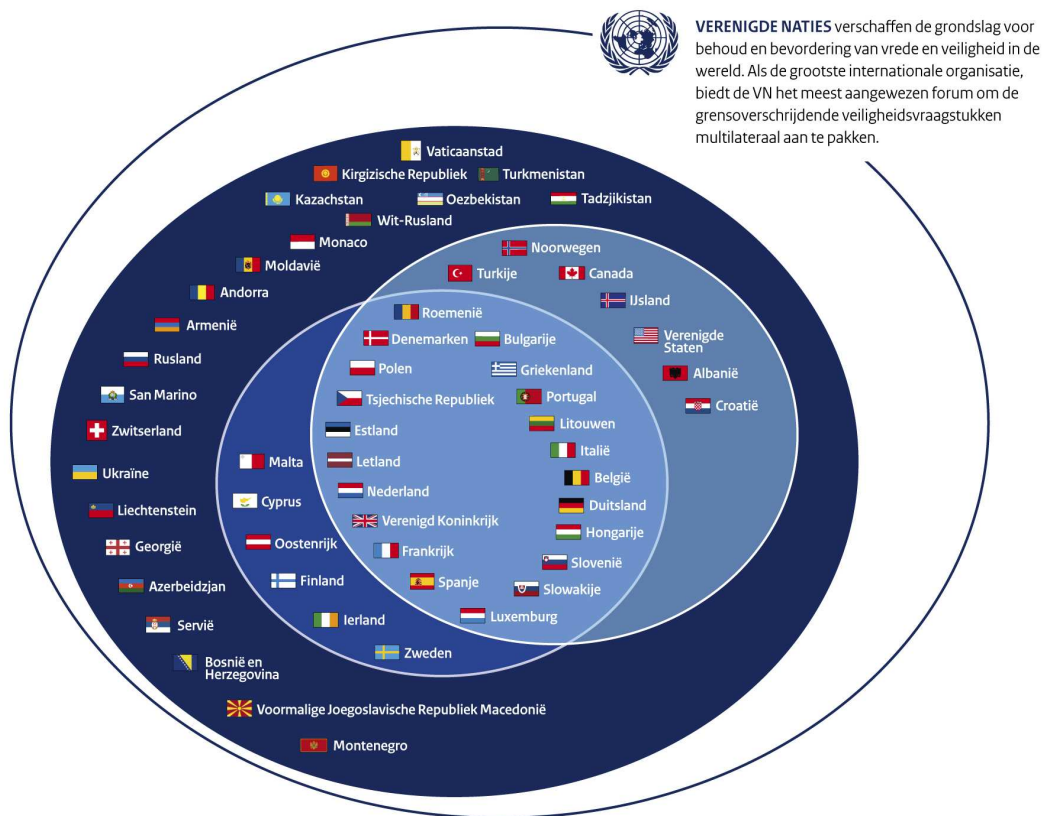 VERENIGDE NATIES verschaffen de grondslag voor
behoud en bevordering van vrede en veiligheid in de
wereld. Als de grootste internationale organisatie,
biedt de VN het meest aangewezen forum om de
grensoverschrijdende veiligheidsvraagstukken
multilateraal aan te pakken.
Vaticaanstad
Kirgizische Republiek
Turkmenistan
Kazachstan
Oezbekistan
Tadzjikistan
Wit-Rusland
Monaco
Moldavië
Andorra
Armenië
Rusland
San Marino
Zwitserland
Ukraïne
Liechtenstein
Georgië
Azerbeidzjan
Servië
Bosnië en
Herzegovina
Voormalige Joegoslavische Republiek Macedonië
Montenegro
Noorwegen
Turkije
Canada
IJsland
Verenigde
Staten
Albanië
Croatië
Roemenië
Denemarken
Bulgarije
Polen
Griekenland
Tsjechische Republiek
Portugal
Estland
Litouwen
Letland
Italië
Nederland
België
Verenigd Koninkrijk
Duitsland
Frankrijk
Hongarije
Spanje
Slovenië
Slowakije
Luxemburg
Malta
Cyprus
Oostenrijk
Finland
Ierland
Zweden